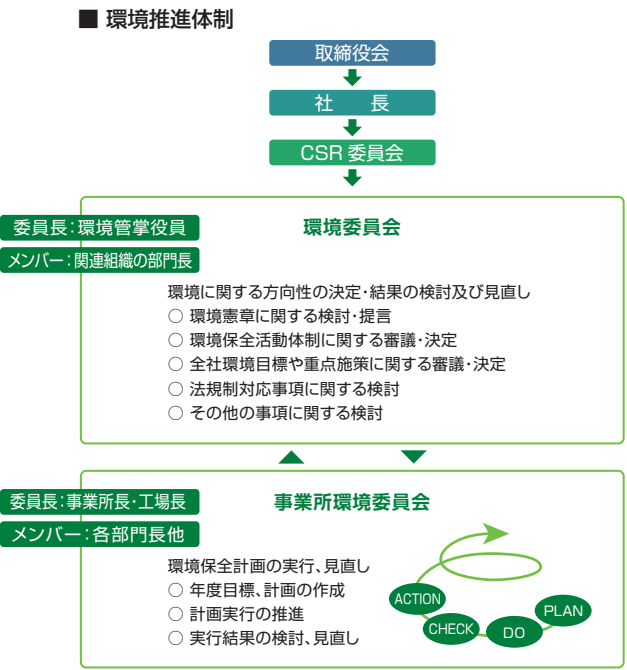 ■ 環境推進体制
取締役会
社　長
CSR 委員会
環境委員会
委員長：環境管掌役員
メンバー：関連組織の部門長
環境に関する方向性の決定・結果の検討及び見直し
○ 環境憲章に関する検討・提言
○ 環境保全活動体制に関する審議・決定
○ 全社環境目標や重点施策に関する審議・決定
○ 法規制対応事項に関する検討
○ その他の事項に関する検討
事業所環境委員会
委員長：事業所長・工場長
メンバー：各部門長他
環境保全計画の実行、見直し
○ 年度目標、計画の作成
○ 計画実行の推進
○ 実行結果の検討、見直し
ACTION
CHECK
DO
PLAN